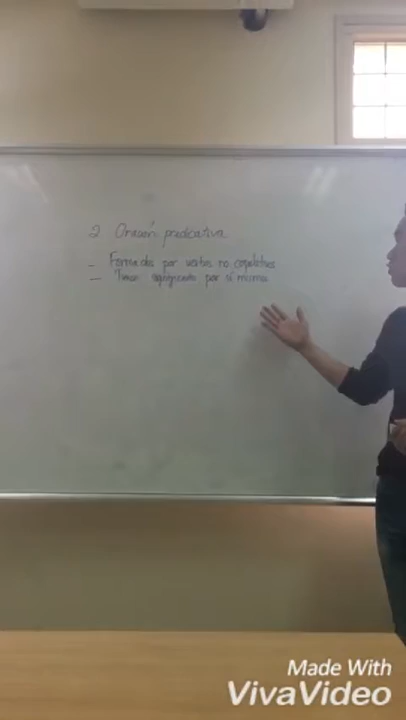 2 Oración predicativa
- Formadas por verbos no copulativos
- Tienen significado por sí mismos
Made With
VivaVideo